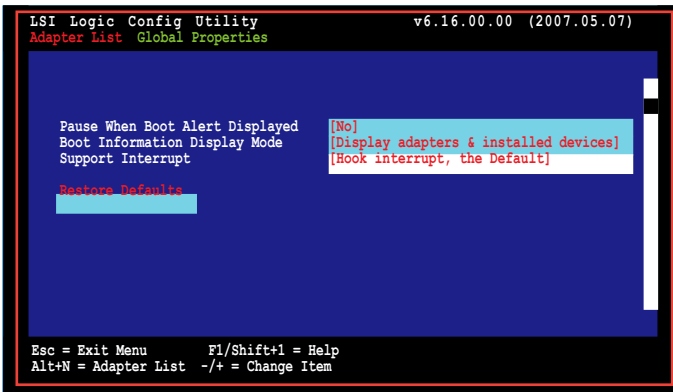 LSI Logic Config Utility v6.16.00.00 (2007.05.07)
Adapter List Global Properties
Pause When Boot Alert Displayed [No]
Boot Information Display Mode [Display adapters & installed devices]
Support Interrupt [Hook interrupt, the Default]
Restore Defaults
Esc = Exit Menu F1/Shift+1 = Help
Alt+N = Adapter List -/+ = Change Item